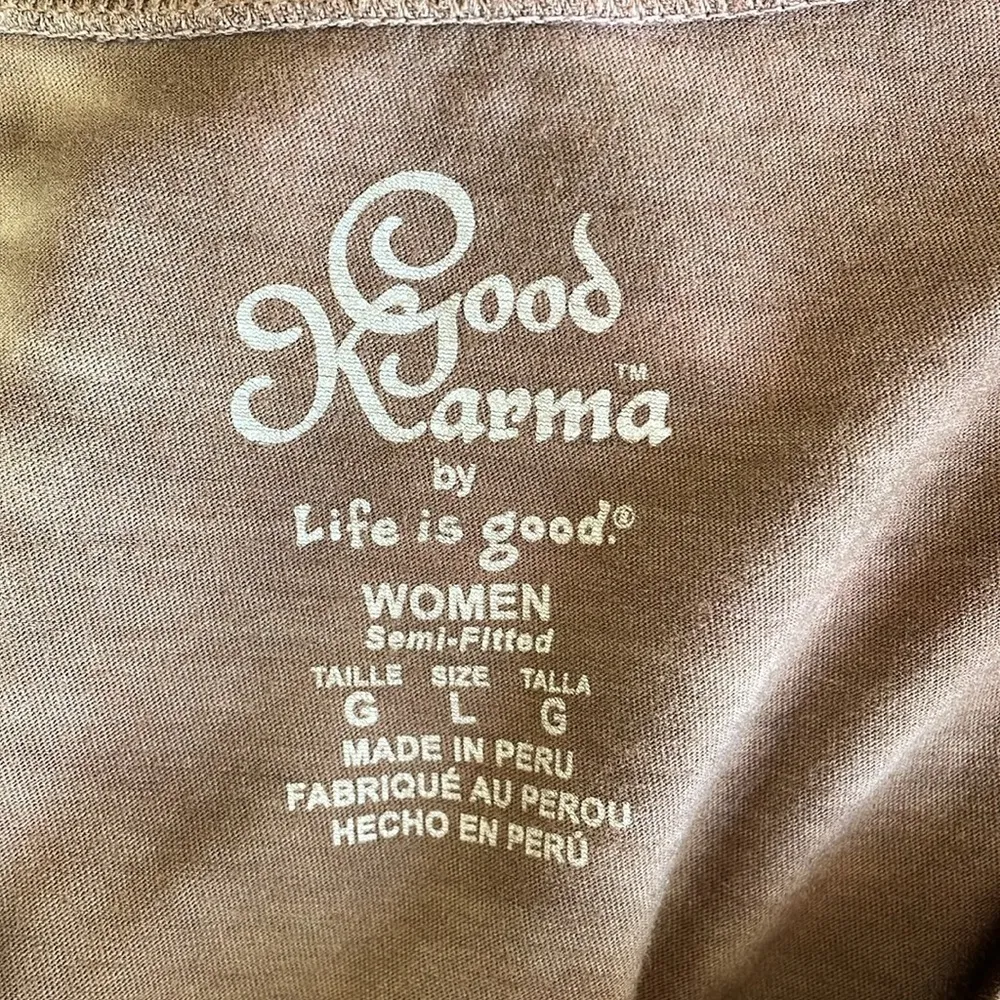 Good
Karma™
by
Life is good.®
WOMEN
Semi-Fitted
TAILLE SIZE TALLA
G L G
MADE IN PERU
FABRIQUÉ AU PEROU
HECHO EN PERÚ